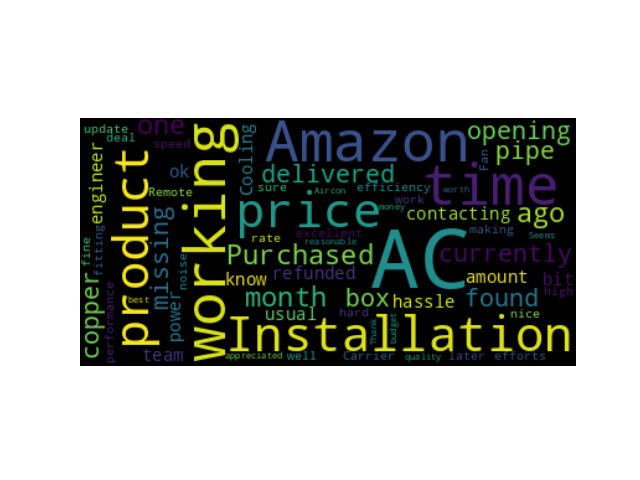 update
deal
one
speed
Amazon
opening
pipe
Fan
engineer
product
working
Cooling
ok
Remote
delivered
sure
Aircon
efficiency
worth
work
time
missing
price
contacting
ago
money
making
Seems
rate
excellent
reasonable
AC
currently
fine
fitting
copper
performance
best
power
noise
Purchased
know
refunded
amount
bit
high
month
box
hassle
found
usual
hard
Thank
budget
nice
Installation
team
appreciated
well
Carrier
quality
later
efforts